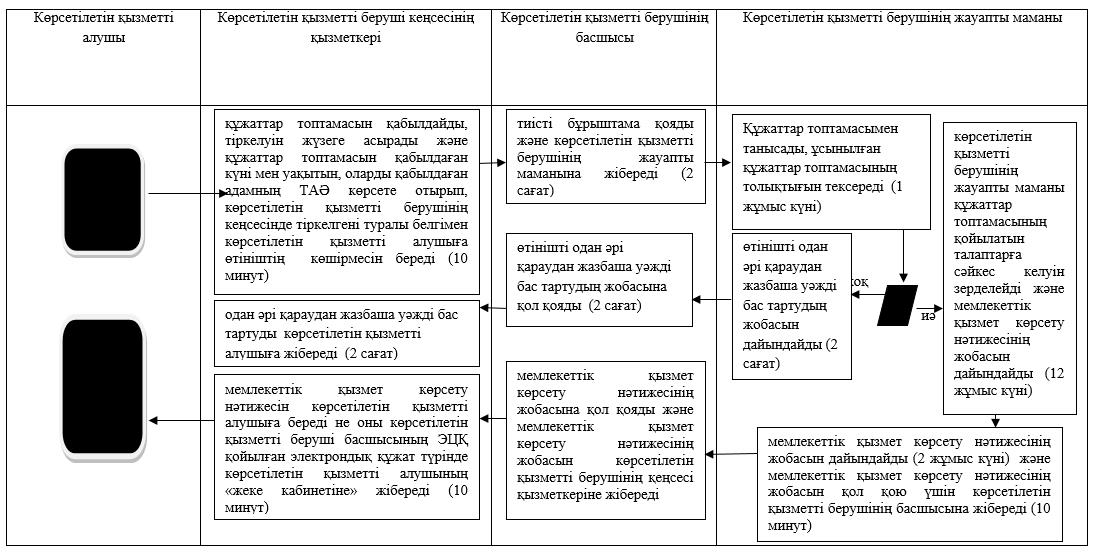 Көрсетілетін қызметті
алушы
Көрсетілетін қызметті беруші кеңсесінің
қызметкері
Көрсетілетін қызметті берушінің
басшысы
Көрсетілетін қызметті берушінің жауапты маманы
құжаттар топтамасын қабылдайды,
тіркелуін жүзеге асырады және
құжаттар топтамасын қабылдаған
күні мен уақытын, оларды қабылдаған
адамның ТАӘ көрсете отырып,
көрсетілетін қызметті берушінің
кеңсесінде тіркелгені туралы белгімен
көрсетілетін қызметті алушыға
өтініштің көшірмесін береді (10
минут)
тиісті бұрыштама қояды
және көрсетілетін қызметті
берушінің жауапты
маманына жібереді (2
сағат)
Құжаттар топтамасымен
танысады, ұсынылған
құжаттар топтамасының
толықтығын тексереді (1
жұмыс күні)
көрсетілетін
қызметті
берушінің
жауапты маманы
құжаттар
топтамасының
қойылатын
талаптарға
сәйкес келуін
зерделейді және
мемлекеттік
қызмет көрсету
нәтижесінің
жобасын
дайындайды (12
жұмыс күні)
өтінішті одан әрі
қараудан жазбаша уәжді
бас тартудың жобасына
қол қояды (2 сағат)
өтінішті одан
әрі қараудан
жазбаша уәжді
бас тартудың
жобасын
дайындайды (2
сағат)
жоқ
иә
одан әрі қараудан жазбаша уәжді бас
тартуды көрсетілетін қызметті
алушыға жібереді (2 сағат)
мемлекеттік қызмет көрсету
нәтижесін көрсетілетін қызметті
алушыға береді не оны көрсетілетін
қызметті беруші басшысының ЭЦҚ
қойылған электрондық құжат түрінде
көрсетілетін қызметті алушының
«жеке кабинетіне» жібереді (10
минут)
мемлекеттік қызмет
көрсету нәтижесінің
жобасына қол қояды және
мемлекеттік қызмет
көрсету нәтижесінің
жобасын көрсетілетін
қызметті берушінің кеңсесі
қызметкеріне жібереді
мемлекеттік қызмет көрсету нәтижесінің
жобасын дайындайды (2 жұмыс күні) және
мемлекеттік қызмет көрсету нәтижесінің
жобасын қол қою үшін көрсетілетін
қызметті берушінің басшысына жібереді (10
минут)